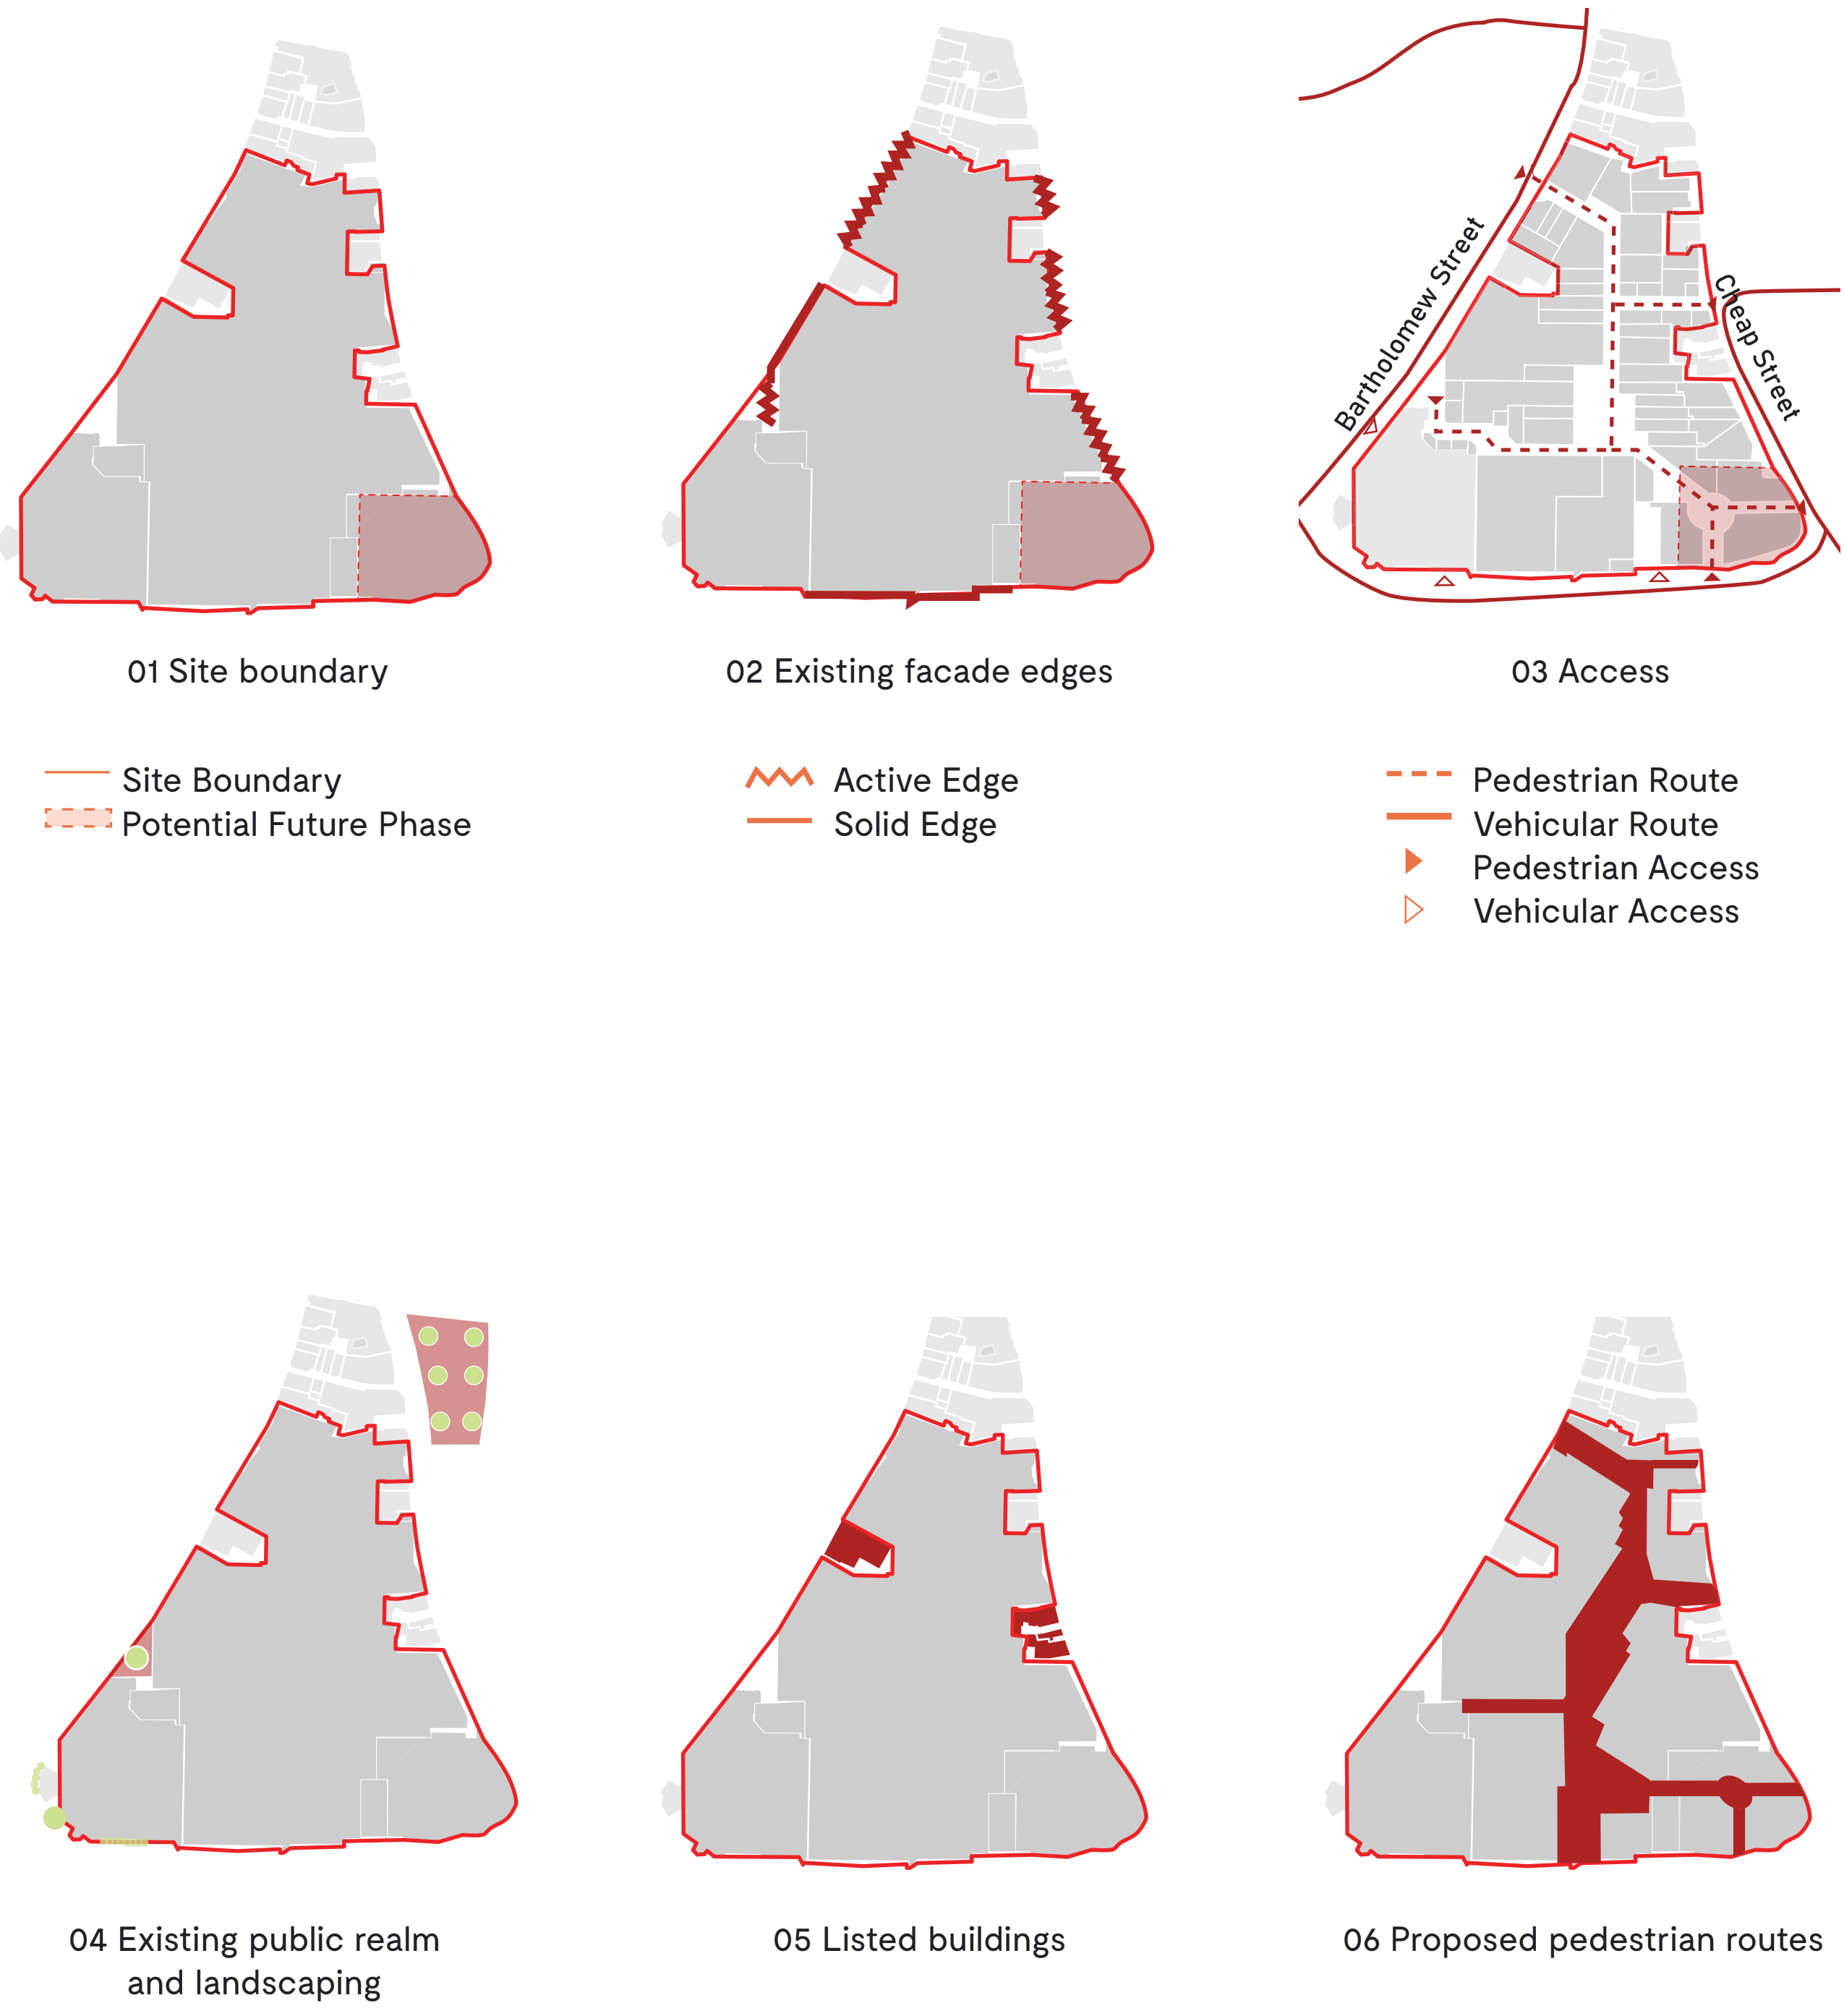 Bartholomew Street
Cheap Street
01 Site boundary
02 Existing facade edges
03 Access
Site Boundary
Potential Future Phase
Active Edge
Solid Edge
Pedestrian Route
Vehicular Route
Pedestrian Access
Vehicular Access
04 Existing public realm
and landscaping
05 Listed buildings
06 Proposed pedestrian routes